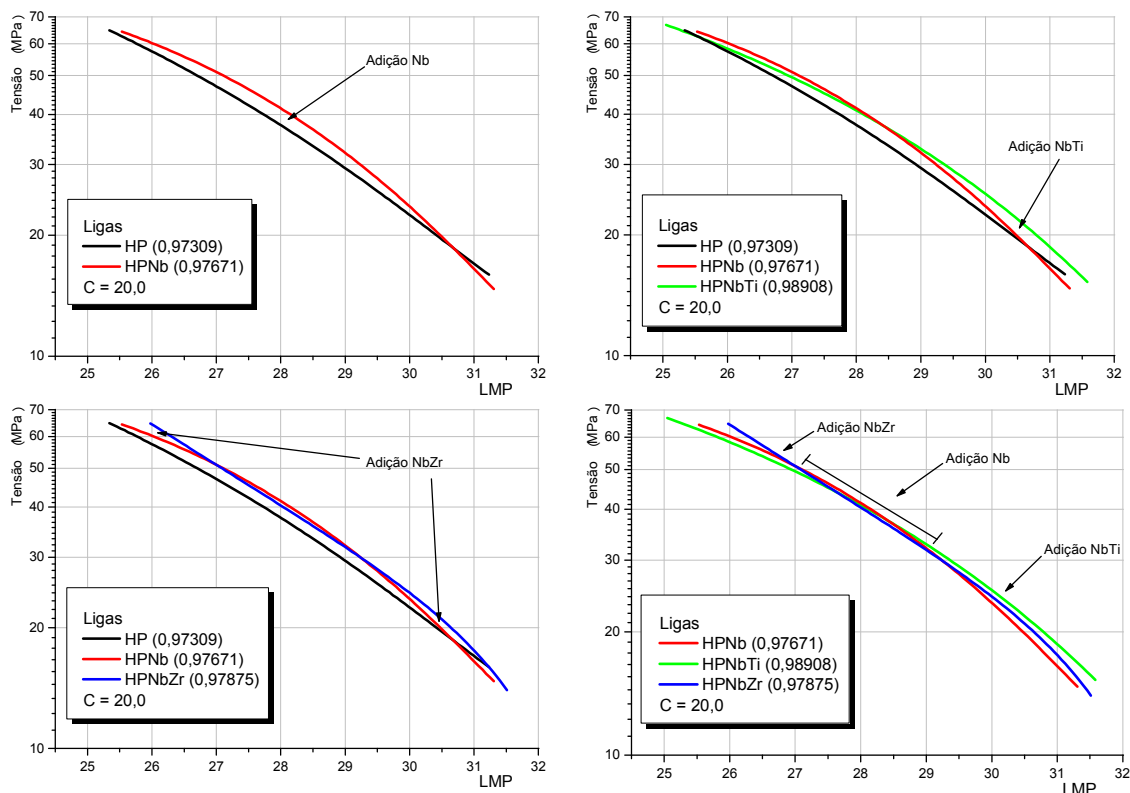 70
60
50
40
30
20
10
Tensão (MPa)
Adição Nb
Ligas
HP (0,97309)
HPNb (0,97671)
C = 20,0
25 26 27 28 29 30 31 32
LMP
70
60
50
40
30
20
10
Tensão (MPa)
Adição NbTi
Ligas
HP (0,97309)
HPNb (0,97671)
HPNbTi (0,98908)
C = 20,0
25 26 27 28 29 30 31 32
LMP
70
60
50
40
30
20
10
Tensão (MPa)
Adição NbZr
Ligas
HP (0,97309)
HPNb (0,97671)
HPNbZr (0,97875)
C = 20,0
25 26 27 28 29 30 31 32
LMP
70
60
50
40
30
20
10
Tensão (MPa)
Adição NbZr
Adição Nb
Adição NbTi
Ligas
HPNb (0,97671)
HPNbTi (0,98908)
HPNbZr (0,97875)
C = 20,0
25 26 27 28 29 30 31 32
LMP